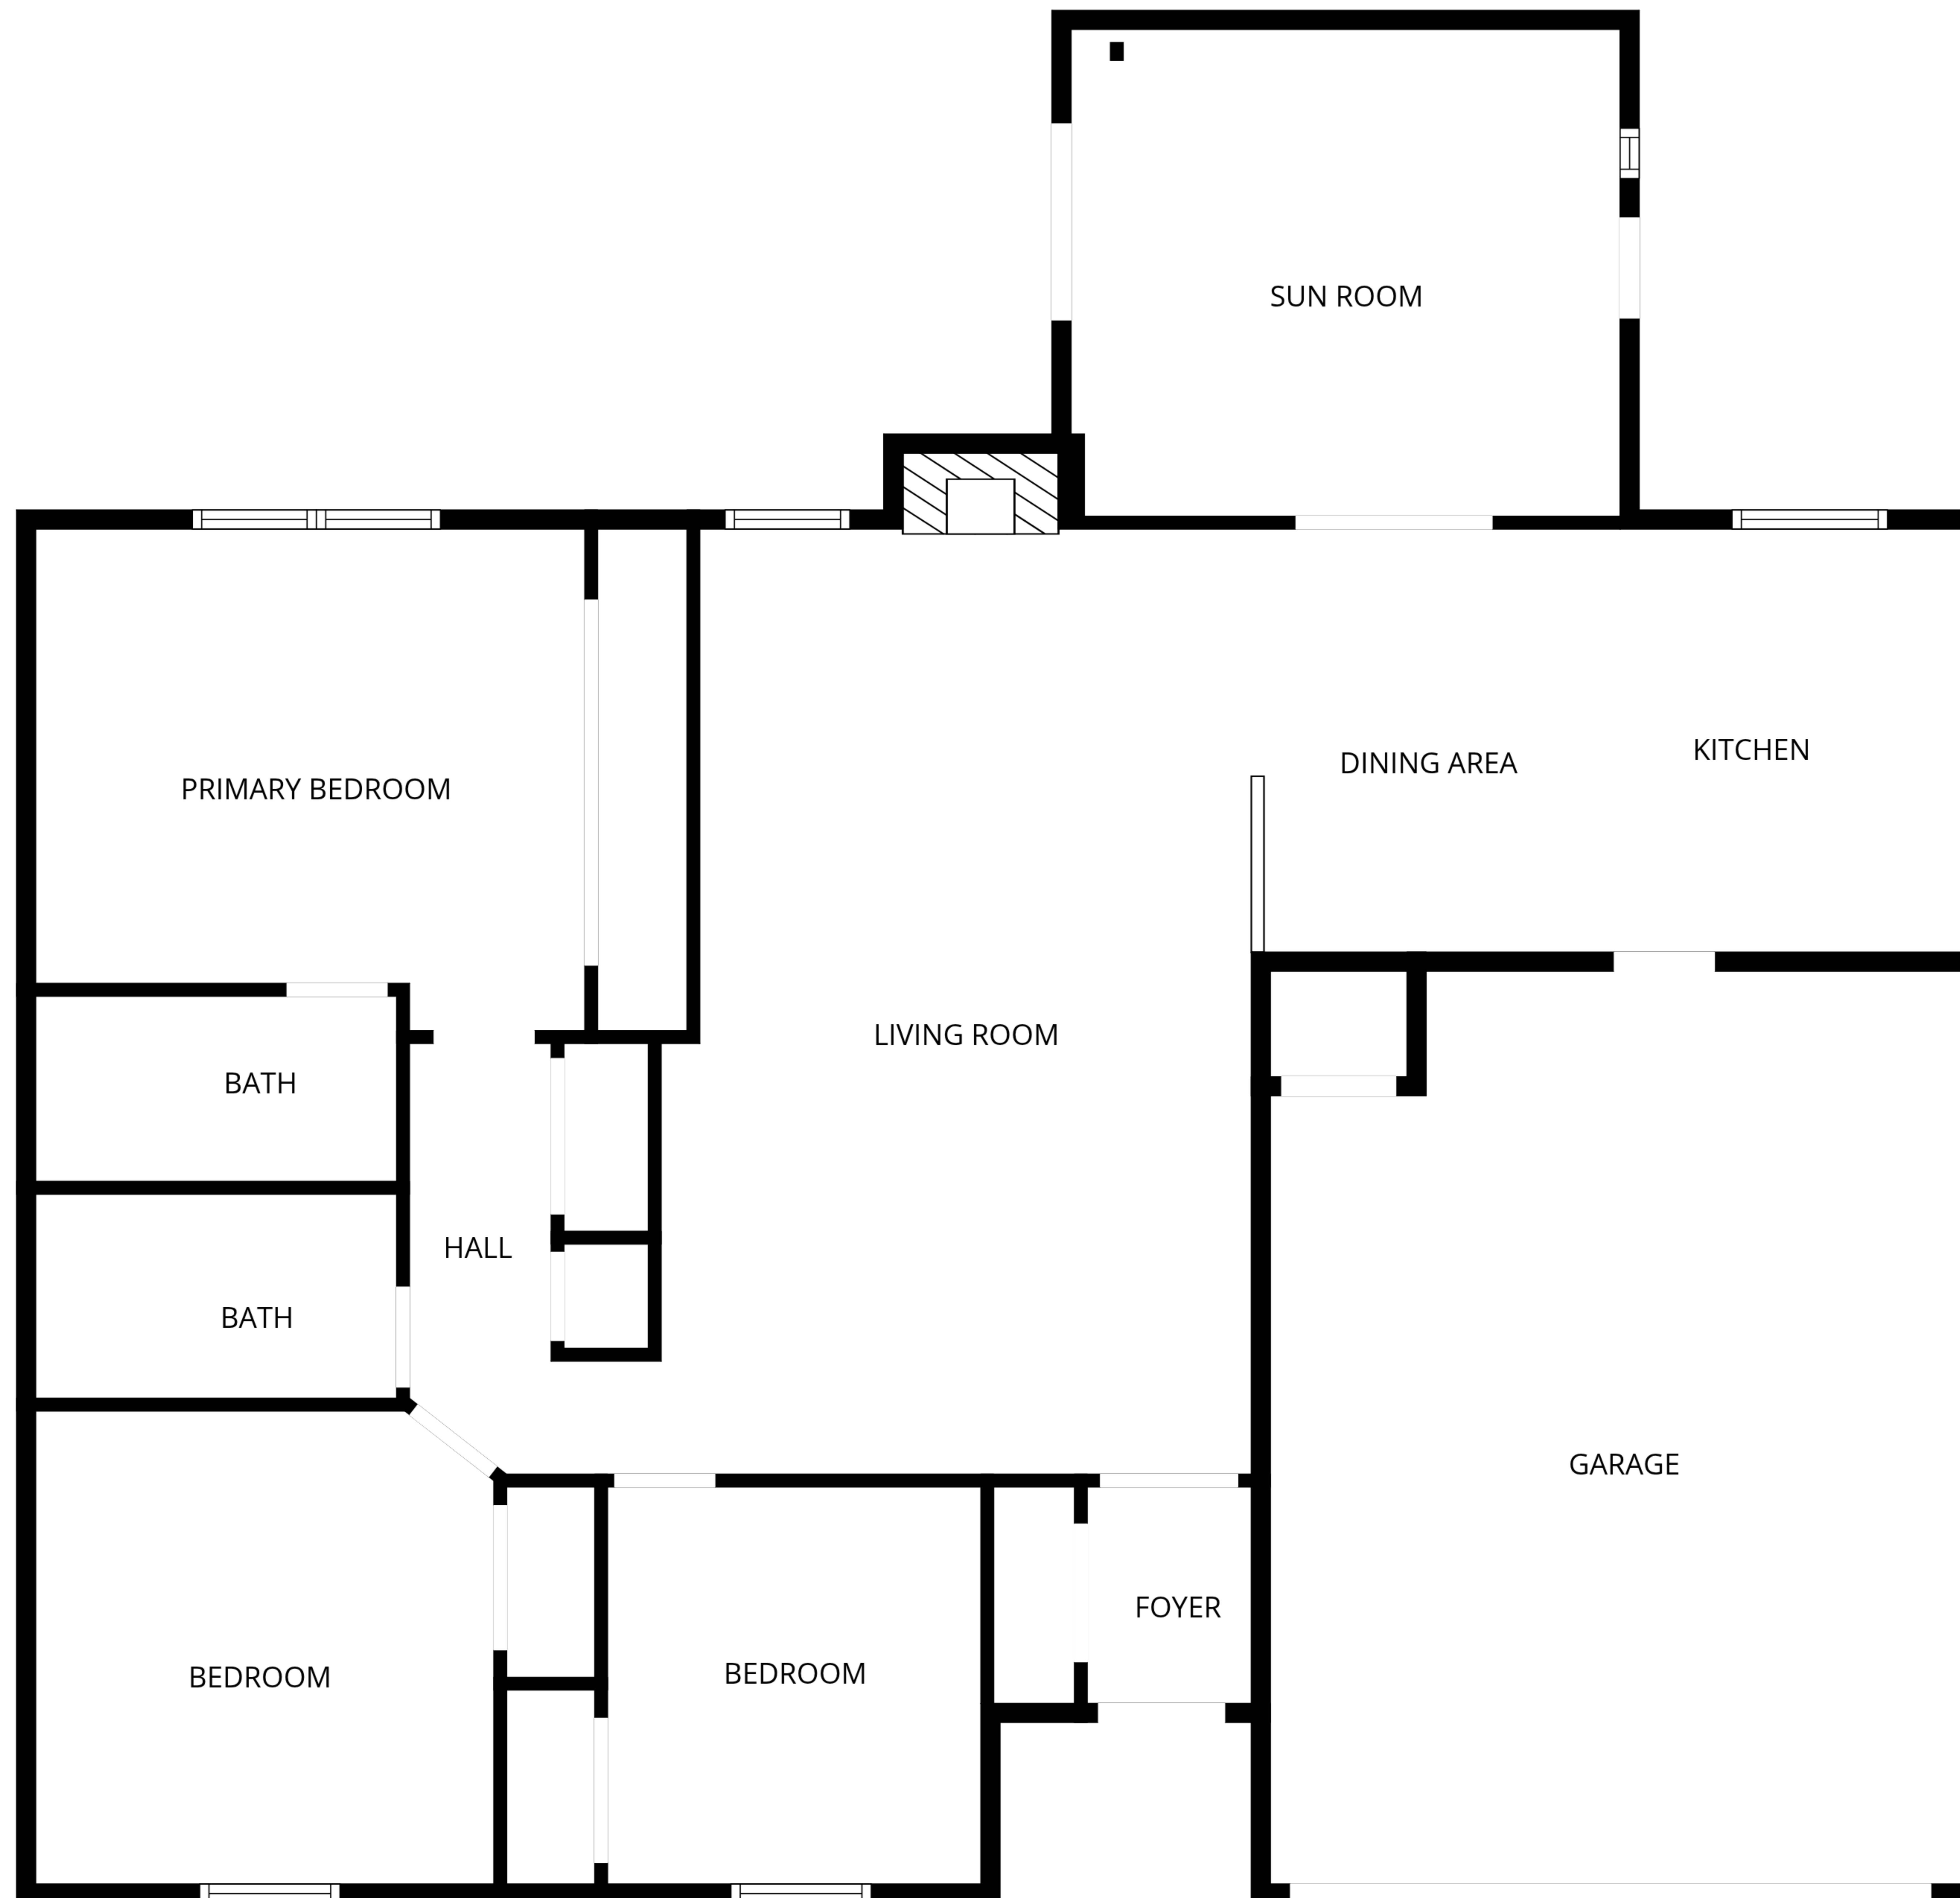 SUN ROOM
KITCHEN
DINING AREA
PRIMARY BEDROOM
LIVING ROOM
BATH
HALL
BATH
GARAGE
FOYER
BEDROOM
BEDROOM